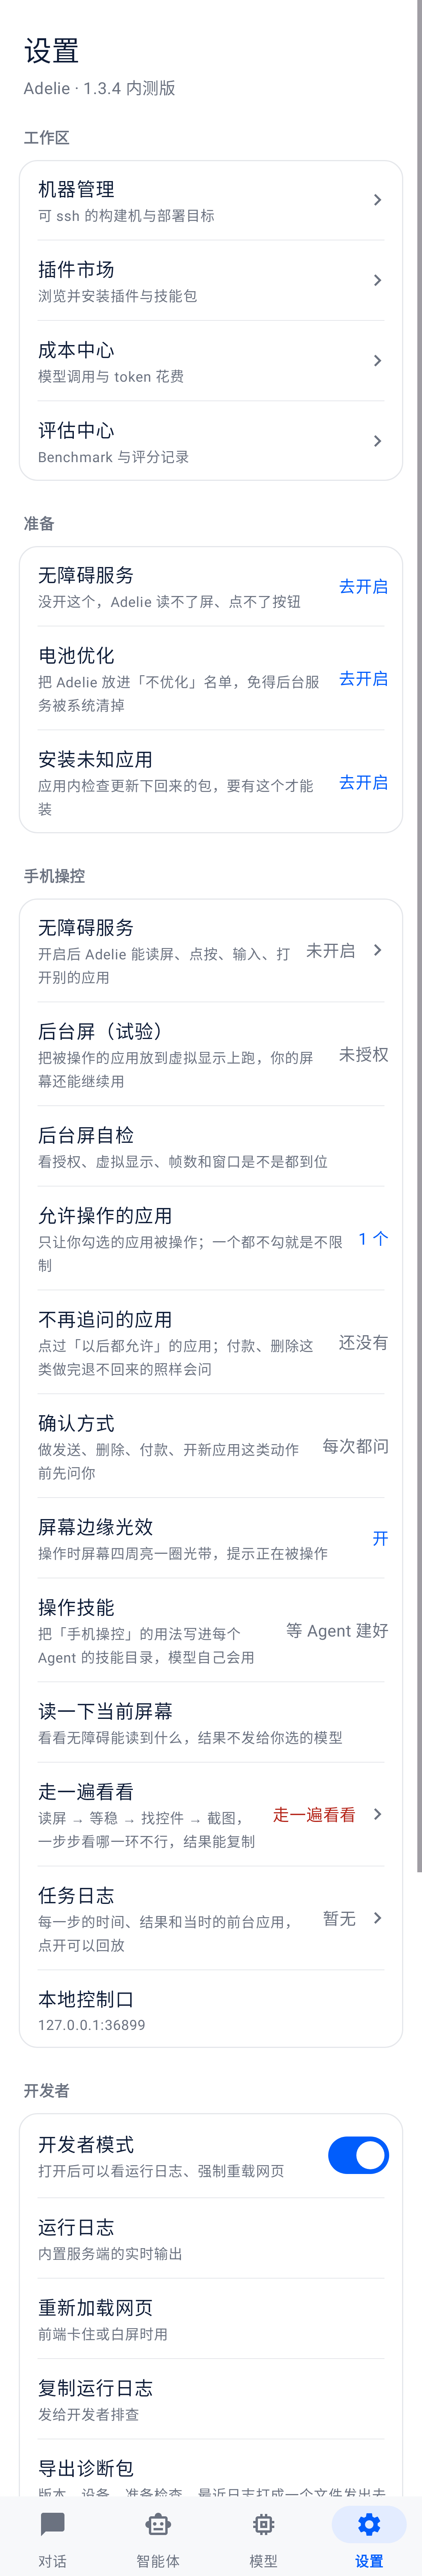 设置
Adelie · 1.3.4 内测版
工作区
机器管理
可 ssh 的构建机与部署目标
插件市场
浏览并安装插件与技能包
成本中心
模型调用与 token 花费
评估中心
Benchmark 与评分记录
准备
无障碍服务
没开这个，Adelie 读不了屏、点不了按钮
去开启
电池优化
把 Adelie 放进「不优化」名单，免得后台服
务被系统清掉
去开启
安装未知应用
应用内检查更新下回来的包，要有这个才能
装
去开启
手机操控
无障碍服务
开启后 Adelie 能读屏、点按、输入、打
开别的应用
未开启
后台屏（试验）
把被操作的应用放到虚拟显示上跑，你的屏
幕还能继续用
未授权
后台屏自检
看授权、虚拟显示、帧数和窗口是不是都到位
允许操作的应用
只让你勾选的应用被操作；一个都不勾就是不限
制
1 个
不再追问的应用
点过「以后都允许」的应用；付款、删除这
类做完退不回来的照样会问
还没有
确认方式
做发送、删除、付款、开新应用这类动作
前先问你
每次都问
屏幕边缘光效
操作时屏幕四周亮一圈光带，提示正在被操作
开
操作技能
把「手机操控」的用法写进每个
Agent 的技能目录，模型自己会用
等 Agent 建好
读一下当前屏幕
看看无障碍能读到什么，结果不发给你选的模型
走一遍看看
读屏 → 等稳 → 找控件 → 截图，
一步步看哪一环不行，结果能复制
走一遍看看
任务日志
每一步的时间、结果和当时的前台应用，
点开可以回放
暂无
本地控制口
127.0.0.1:36899
开发者
开发者模式
打开后可以看运行日志、强制重载网页
运行日志
内置服务端的实时输出
重新加载网页
前端卡住或白屏时用
复制运行日志
发给开发者排查
导出诊断包
版本、设备、准备检查、最近日志打成一个文件发出去
对话
智能体
模型
设置